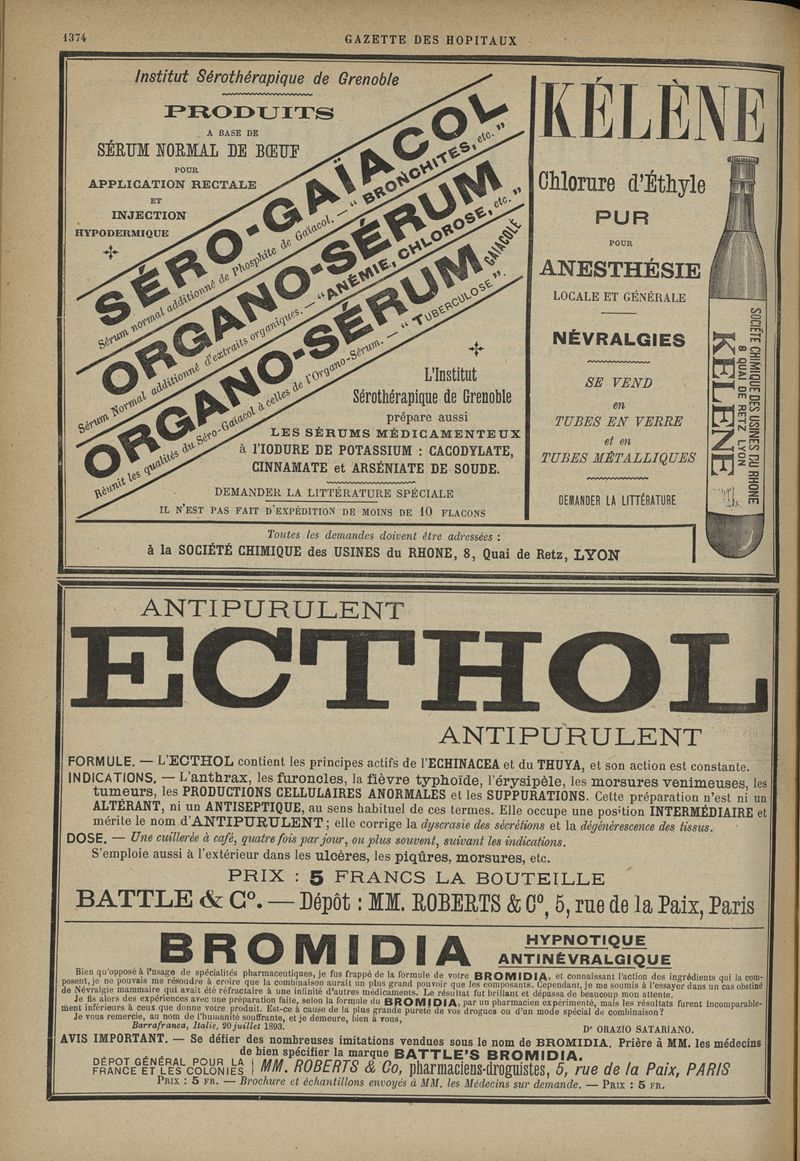 1374
GAZETTE DES HOPITAUX
Institut Sérothérapique de Grenoble
PRODUITS
A BASE DE
SÉRUM NORMAL DE BŒUF
POUR
APPLICATION RECTALE
ET
INJECTION
HYPODERMIQUE
SÉRO-GAÏACOL
Sérum normal additionné de Phosphite de Gaïacol. — "BRONCHITES, etc."
ORGANO-SÉRUM
Sérum Normal additionné d'extraits organiques. — "ANÉMIE, CHLOROSE, etc."
ORGANO-SÉRUM GAIACOLÉ
Réunit les qualités du Séro-Gaïacol à celles de l'Organo-Sérum. — "TUBERCULOSE".
L'Institut
Sérothérapique de Grenoble
prépare aussi
LES SÉRUMS MÉDICAMENTEUX
à l'IODURE DE POTASSIUM : CACODYLATE,
CINNAMATE et ARSÉNIATE DE SOUDE.
DEMANDER LA LITTÉRATURE SPÉCIALE
IL N'EST PAS FAIT D'EXPÉDITION DE MOINS DE 10 FLACONS
KÉLÈNE
Chlorure d'Éthyle
PUR
POUR
ANESTHÉSIE
LOCALE ET GÉNÉRALE
NÉVRALGIES
SE VEND
en
TUBES EN VERRE
et en
TUBES MÉTALLIQUES
DEMANDER LA LITTÉRATURE
SOCIÉTÉ CHIMIQUE DES USINES DU RHONE
8 QUAI DE RETZ LYON
KELENE
Toutes les demandes doivent être adressées :
à la SOCIÉTÉ CHIMIQUE des USINES du RHONE, 8, Quai de Retz, LYON
ANTIPURULENT
ECTHOL
ANTIPURULENT
FORMULE. — L'ECTHOL contient les principes actifs de l'ECHINACEA et du THUYA, et son action est constante.
INDICATIONS. — L'anthrax, les furoncles, la fièvre typhoïde, l'érysipèle, les morsures venimeuses, les
tumeurs, les PRODUCTIONS CELLULAIRES ANORMALES et les SUPPURATIONS. Cette préparation n'est ni un
ALTÉRANT, ni un ANTISEPTIQUE, au sens habituel de ces termes. Elle occupe une position INTERMÉDIAIRE et
mérite le nom d'ANTIPURULENT ; elle corrige la dyscrasie des sécrétions et la dégénérescence des tissus.
DOSE. — Une cuillerée à café, quatre fois par jour, ou plus souvent, suivant les indications.
S'emploie aussi à l'extérieur dans les ulcères, les piqûres, morsures, etc.
PRIX : 5 FRANCS LA BOUTEILLE
BATTLE & Co. — Dépôt : MM. ROBERTS & Co, 5, rue de la Paix, Paris
BROMIDIA
HYPNOTIQUE
ANTINÉVRALGIQUE
Bien qu'opposé à l'usage de spécialités pharmaceutiques, je fus frappé de la formule de votre BROMIDIA, et connaissant l'action des ingrédients qui la com-
posent, je ne pouvais me résoudre à croire que la combinaison aurait un plus grand pouvoir que les composants. Cependant, je me soumis à l'essayer dans un cas obstiné
de Névralgie mammaire qui avait été réfractaire à une infinité d'autres médicaments. Le résultat fut brillant et dépassa de beaucoup mon attente.
Je fis alors des expériences avec une préparation faite, selon la formule du BROMIDIA, par un pharmacien expérimenté, mais les résultats furent incomparable-
ment inférieurs à ceux que donne votre produit. Est-ce à cause de la plus grande pureté de vos drogues ou d'un mode spécial de combinaison?
Je vous remercie, au nom de l'humanité souffrante, et je demeure, bien à vous,
Barrafranca, Italie, 20 juillet 1893.
Dr ORAZIO SATARIANO.
AVIS IMPORTANT. — Se défier des nombreuses imitations vendues sous le nom de BROMIDIA. Prière à MM. les médecins
de bien spécifier la marque BATTLE'S BROMIDIA.
DÉPOT GÉNÉRAL POUR LA
FRANCE ET LES COLONIES
MM. ROBERTS & Co, pharmaciens-droguistes, 5, rue de la Paix, PARIS
PRIX : 5 FR. — Brochure et échantillons envoyés à MM. les Médecins sur demande. — PRIX : 5 FR.